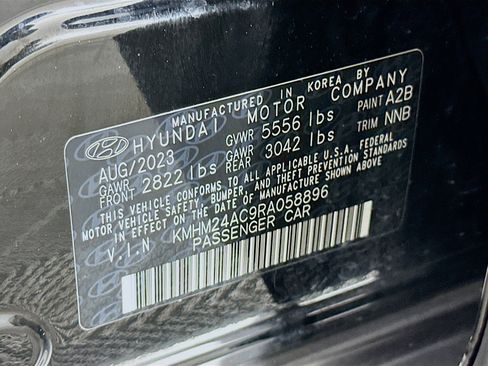 MANUFACTURED IN KOREA BY
HYUNDAI MOTOR COMPANY
AUG/2023 GVWR 5556 lbs PAINT A2B
GAWR FRONT 2822 lbs GAWR REAR 3042 lbs TRIM NNB
THIS VEHICLE CONFORMS TO ALL APPLICABLE U.S.A. FEDERAL
MOTOR VEHICLE SAFETY, BUMPER, AND THEFT PREVENTION STANDARDS
IN EFFECT ON THE DATE OF MANUFACTURE SHOWN ABOVE
V.I.N KMHM24AC9RA058896
PASSENGER CAR